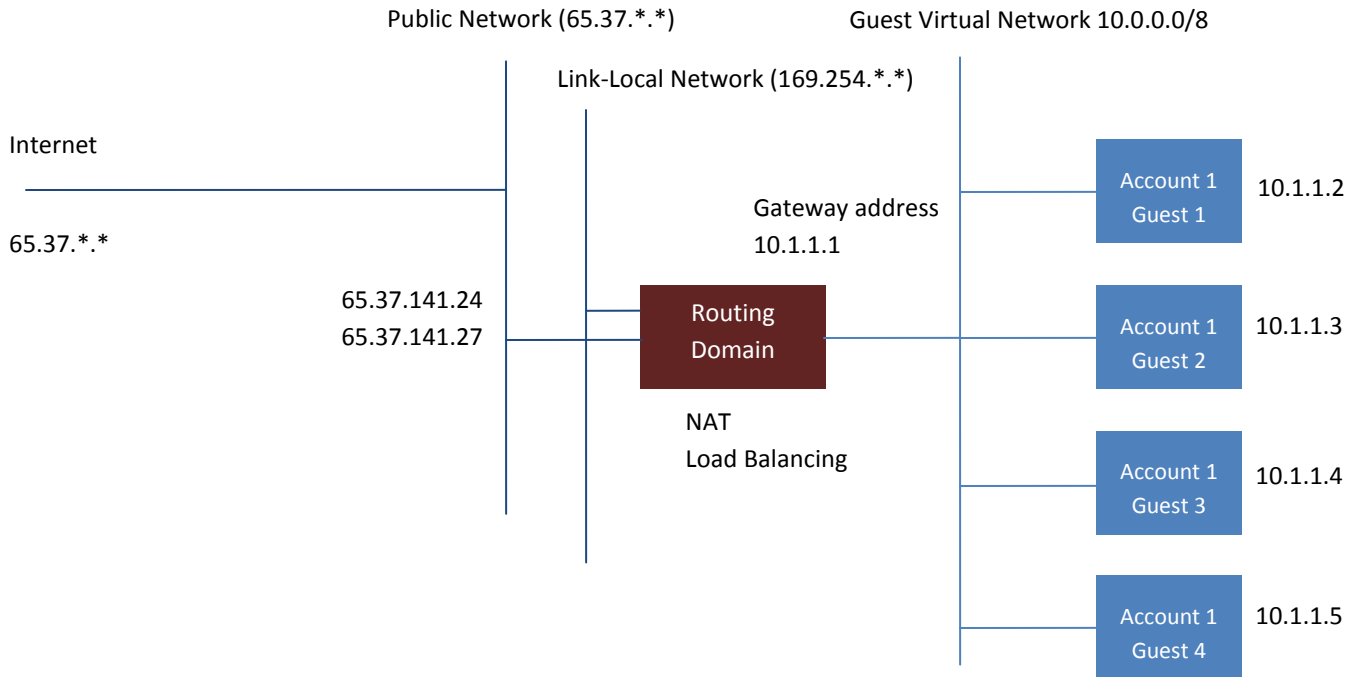 Public Network (65.37.*.*)
Guest Virtual Network 10.0.0.0/8
Link-Local Network (169.254.*.*)
Internet
65.37.*.*
65.37.141.24
65.37.141.27
Gateway address
10.1.1.1
Routing
Domain
NAT
Load Balancing
Account 1
Guest 1
10.1.1.2
Account 1
Guest 2
10.1.1.3
Account 1
Guest 3
10.1.1.4
Account 1
Guest 4
10.1.1.5